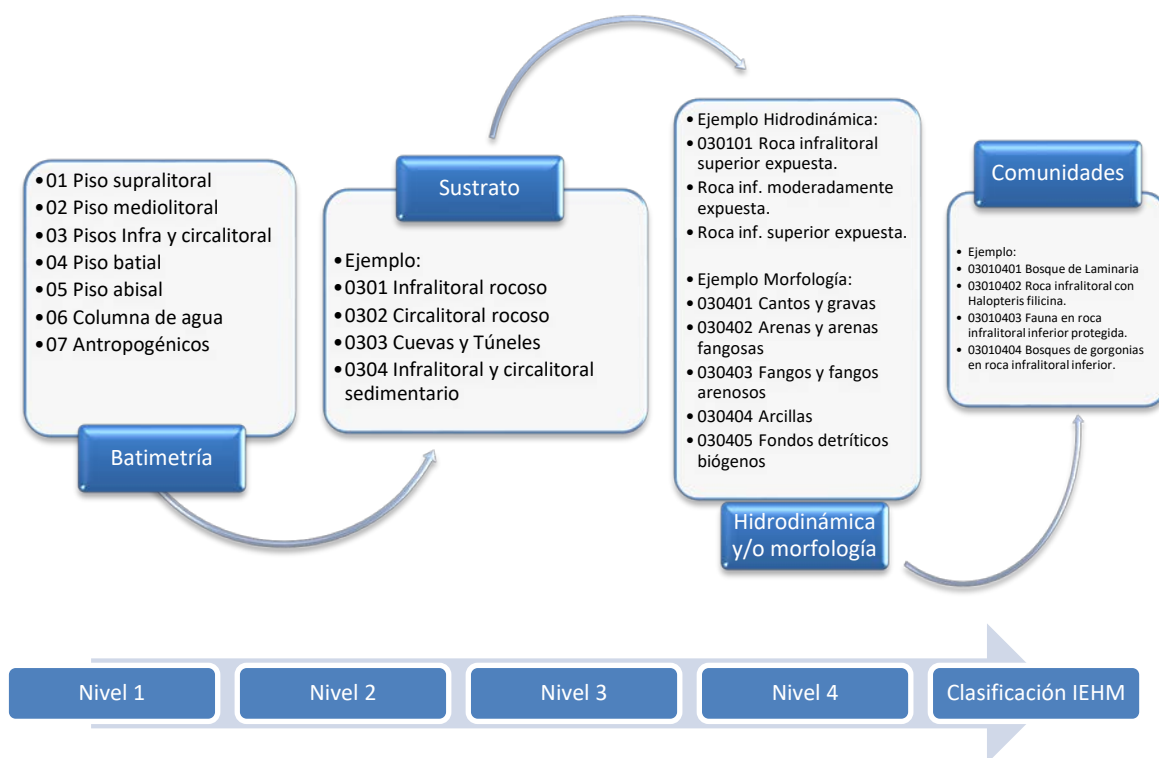 •01 Piso supralitoral
•02 Piso mediolitoral
•03 Pisos Infra y circalitoral
•04 Piso batial
•05 Piso abisal
•06 Columna de agua
•07 Antropogénicos
Batimetría
Sustrato
•Ejemplo:
•0301 Infralitoral rocoso
•0302 Circalitoral rocoso
•0303 Cuevas y Túneles
•0304 Infralitoral y circalitoral
sedimentario
• Ejemplo Hidrodinámica:
• 030101 Roca infralitoral
superior expuesta.
• Roca inf. moderadamente
expuesta.
• Roca inf. superior expuesta.
• Ejemplo Morfología:
• 030401 Cantos y gravas
• 030402 Arenas y arenas
fangosas
• 030403 Fangos y fangos
arenosos
• 030404 Arcillas
• 030405 Fondos detríticos
biógenos
Hidrodinámica
y/o morfología
Comunidades
• Ejemplo:
• 03010401 Bosque de Laminaria
• 03010402 Roca infralitoral con
Halopteris filicina.
• 03010403 Fauna en roca
infralitoral inferior protegida.
• 03010404 Bosques de gorgonias
en roca infralitoral inferior.
Nivel 1
Nivel 2
Nivel 3
Nivel 4
Clasificación IEHM